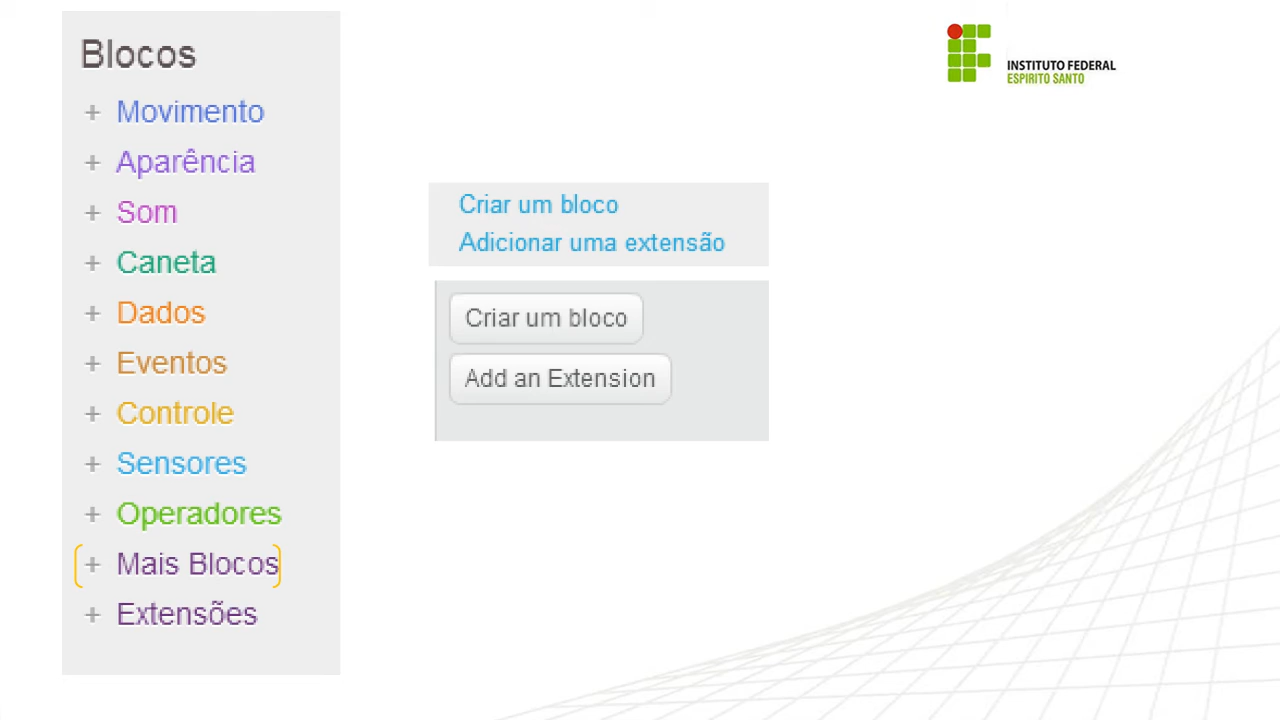 Blocos
+ Movimento
+ Aparência
+ Som
+ Caneta
+ Dados
+ Eventos
+ Controle
+ Sensores
+ Operadores
+ Mais Blocos
+ Extensões
Criar um bloco
Adicionar uma extensão
Criar um bloco
Add an Extension
INSTITUTO FEDERAL
ESPIRITO SANTO